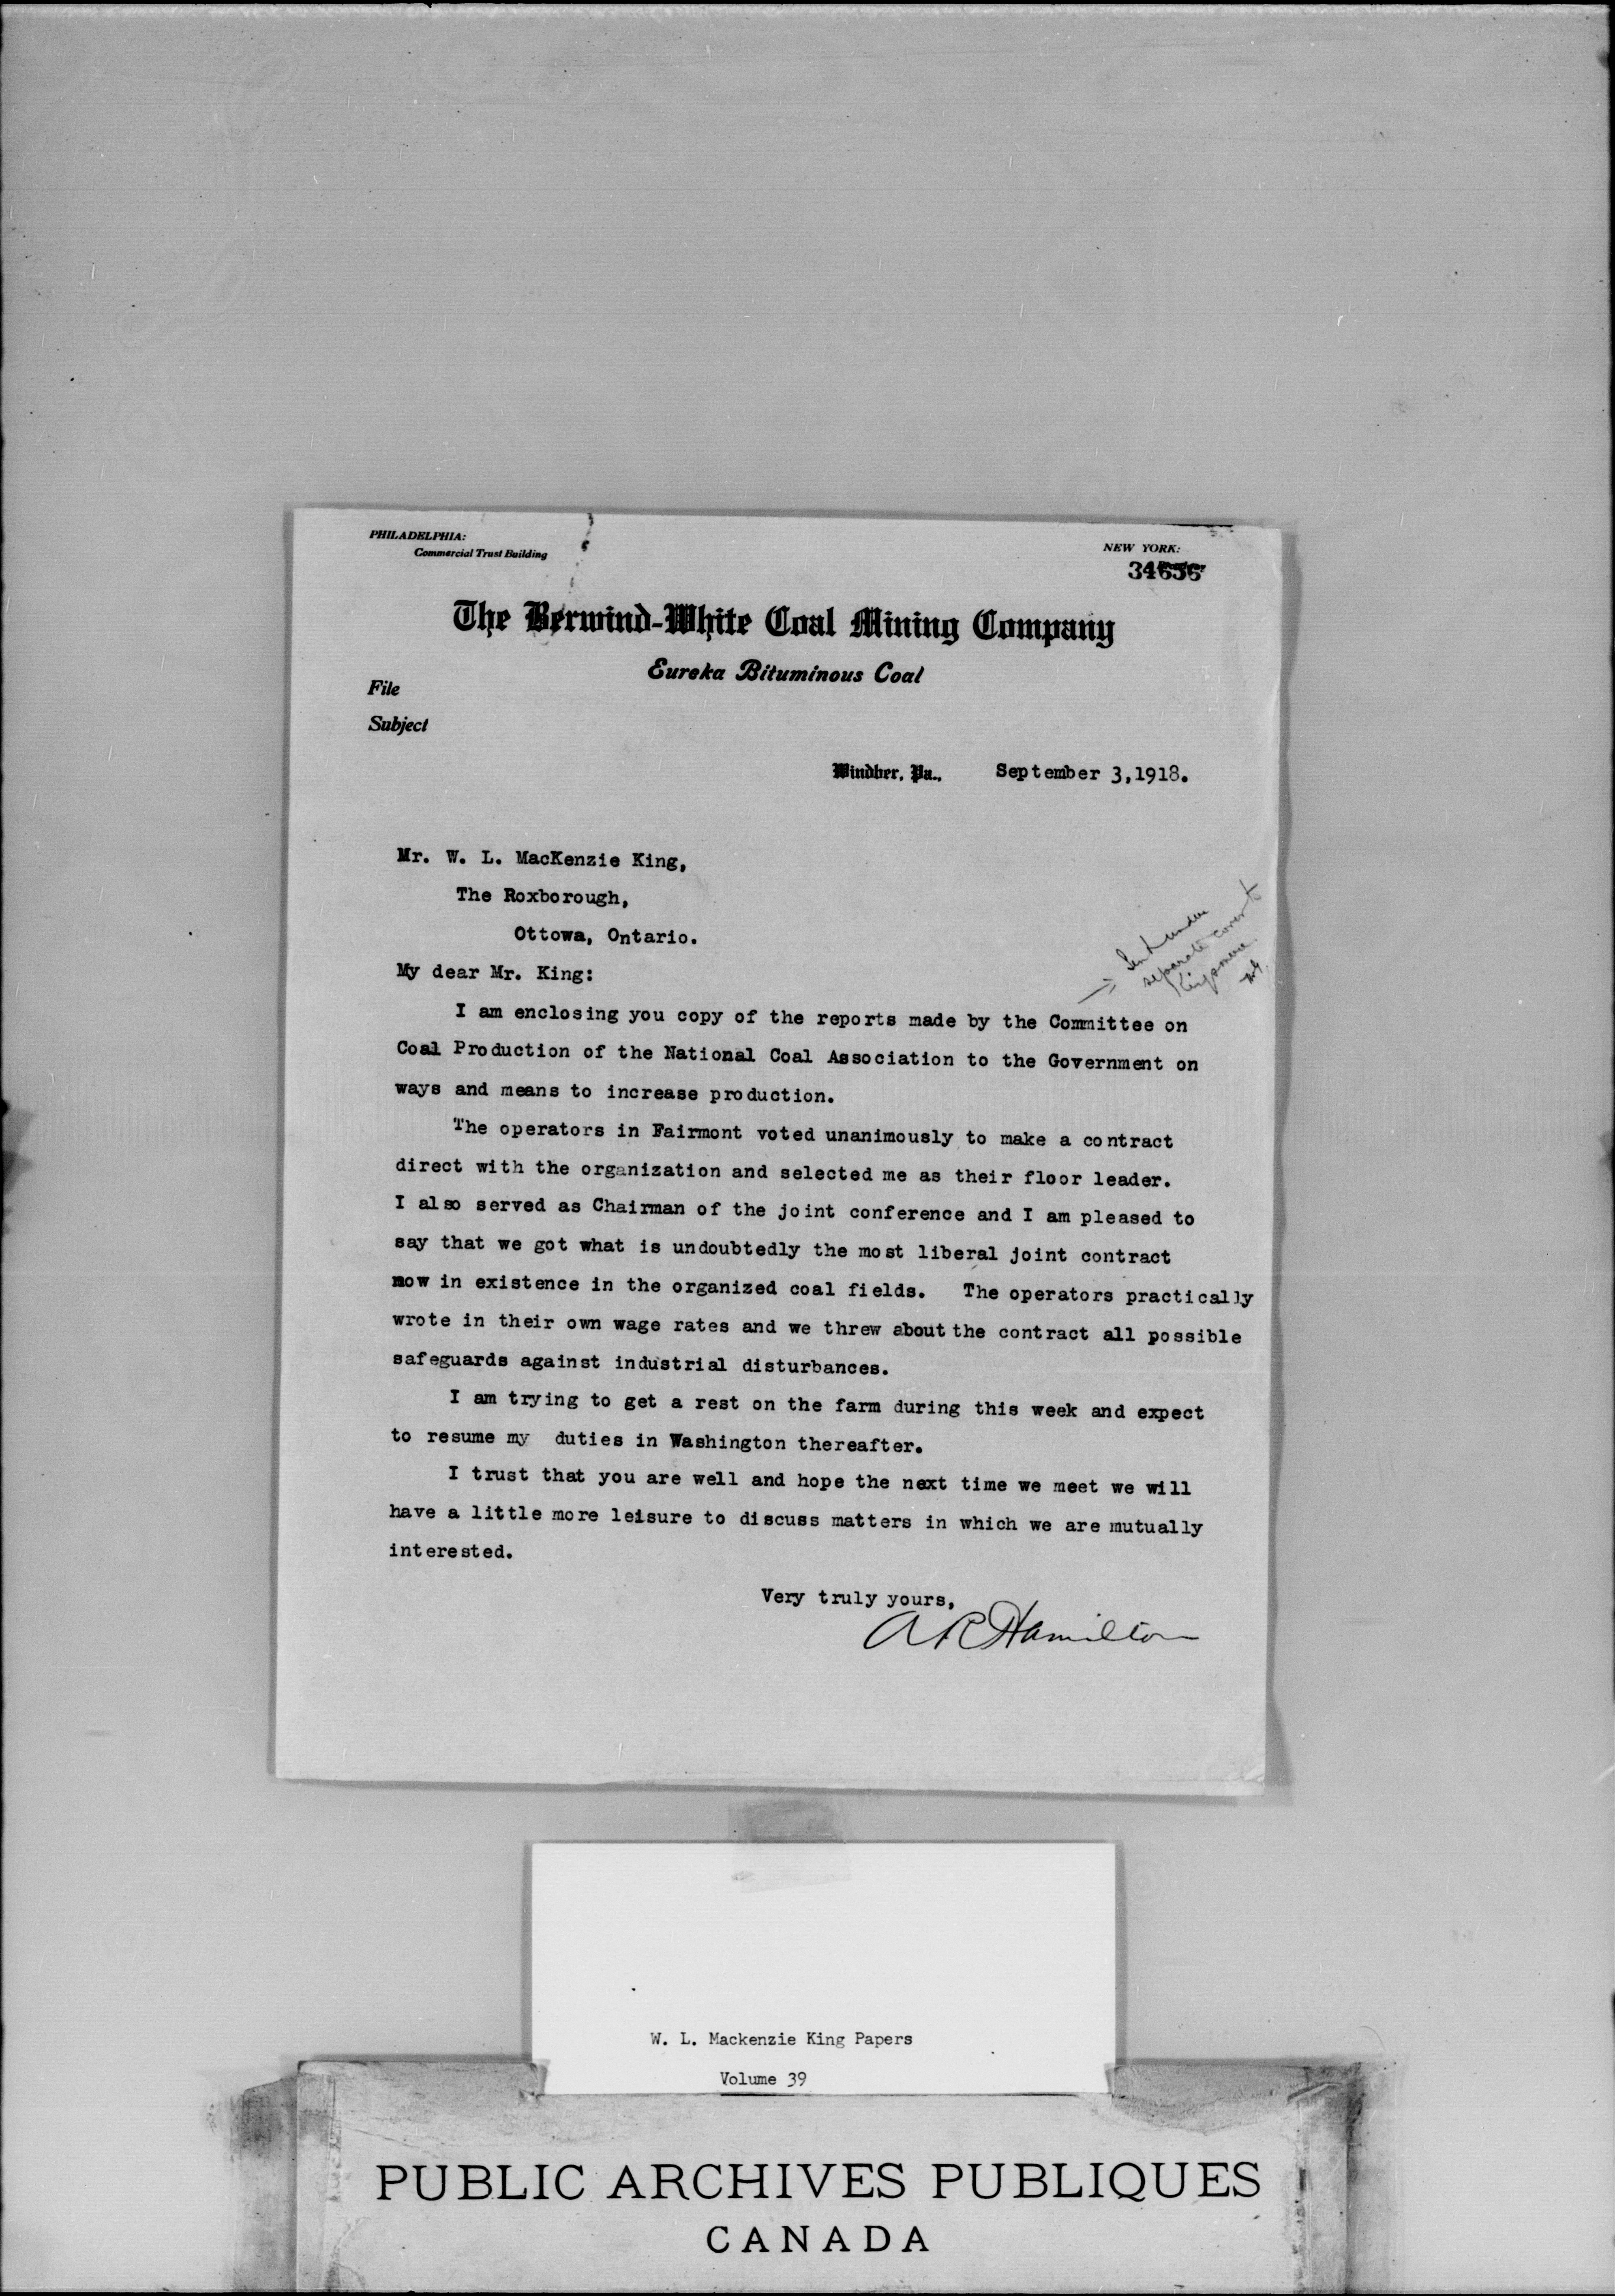 PHILADELPHIA:
Commercial Trust Building
NEW YORK:
34656
The Berwind-White Coal Mining Company
Eureka Bituminous Coal
File
Subject
Windber, Pa., September 3,1918.
Mr. W. L. MacKenzie King,
The Roxborough,
Ottowa, Ontario.
Sent under
separate cover to
Kingsmere.
My dear Mr. King:
I am enclosing you copy of the reports made by the Committee on
Coal Production of the National Coal Association to the Government on
ways and means to increase production.
The operators in Fairmont voted unanimously to make a contract
direct with the organization and selected me as their floor leader.
I also served as Chairman of the joint conference and I am pleased to
say that we got what is undoubtedly the most liberal joint contract
now in existence in the organized coal fields. The operators practically
wrote in their own wage rates and we threw about the contract all possible
safeguards against industrial disturbances.
I am trying to get a rest on the farm during this week and expect
to resume my duties in Washington thereafter.
I trust that you are well and hope the next time we meet we will
have a little more leisure to discuss matters in which we are mutually
interested.
Very truly yours,
A R Hamilton
W. L. Mackenzie King Papers
Volume 39
PUBLIC ARCHIVES PUBLIQUES
CANADA